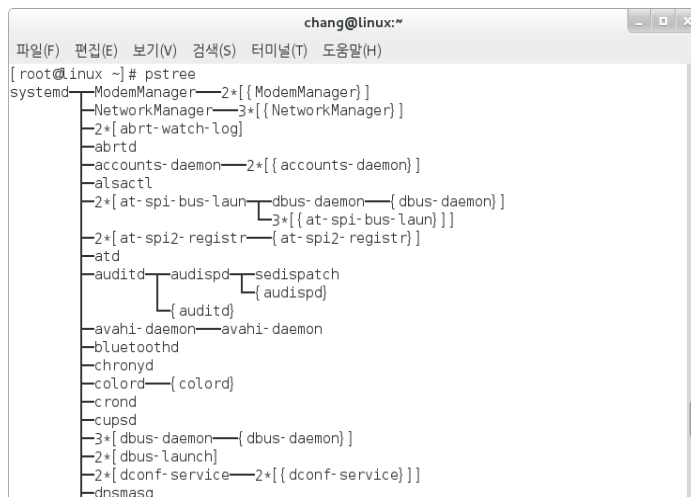 chang@linux:~
파일(F) 편집(E) 보기(V) 검색(S) 터미널(T) 도움말(H)
[root@linux ~]# pstree
systemd─┬─ModemManager───2*[{ModemManager}]
        ├─NetworkManager───3*[{NetworkManager}]
        ├─2*[abrt-watch-log]
        ├─abrtd
        ├─accounts-daemon───2*[{accounts-daemon}]
        ├─alsactl
        ├─2*[at-spi-bus-laun─┬─dbus-daemon───{dbus-daemon}]
        │                    └─3*[{at-spi-bus-laun}]]
        ├─2*[at-spi2-registr───{at-spi2-registr}]
        ├─atd
        ├─auditd─┬─audispd─┬─sedispatch
        │        │         └─{audispd}
        │        └─{auditd}
        ├─avahi-daemon───avahi-daemon
        ├─bluetoothd
        ├─chronyd
        ├─colord───{colord}
        ├─crond
        ├─cupsd
        ├─3*[dbus-daemon───{dbus-daemon}]
        ├─2*[dbus-launch]
        ├─2*[dconf-service───2*[{dconf-service}]]
        ├─dnsmasq